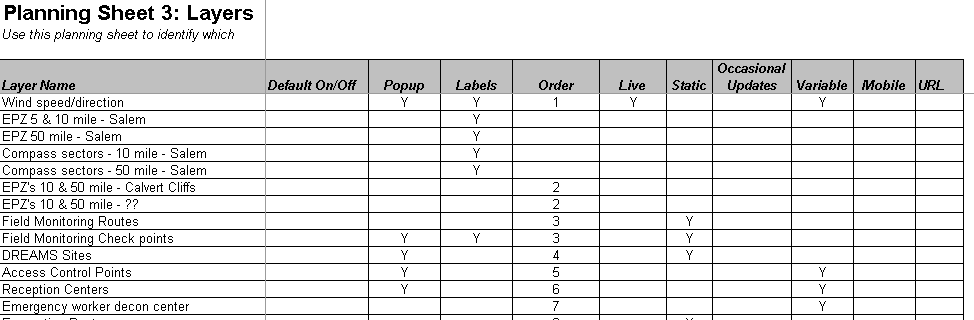 Planning Sheet 3: Layers
Use this planning sheet to identify which
Occasional
Layer Name Default On/Off Popup Labels Order Live Static Updates Variable Mobile URL
Wind speed/direction Y Y 1 Y Y
EPZ 5 & 10 mile - Salem Y
EPZ 50 mile - Salem Y
Compass sectors - 10 mile - Salem Y
Compass sectors - 50 mile - Salem Y
EPZ's 10 & 50 mile - Calvert Cliffs 2
EPZ's 10 & 50 mile - ?? 2
Field Monitoring Routes 3 Y
Field Monitoring Check points Y Y 3 Y
DREAMS Sites Y 4 Y
Access Control Points Y 5 Y
Reception Centers Y 6 Y
Emergency worker decon center 7 Y